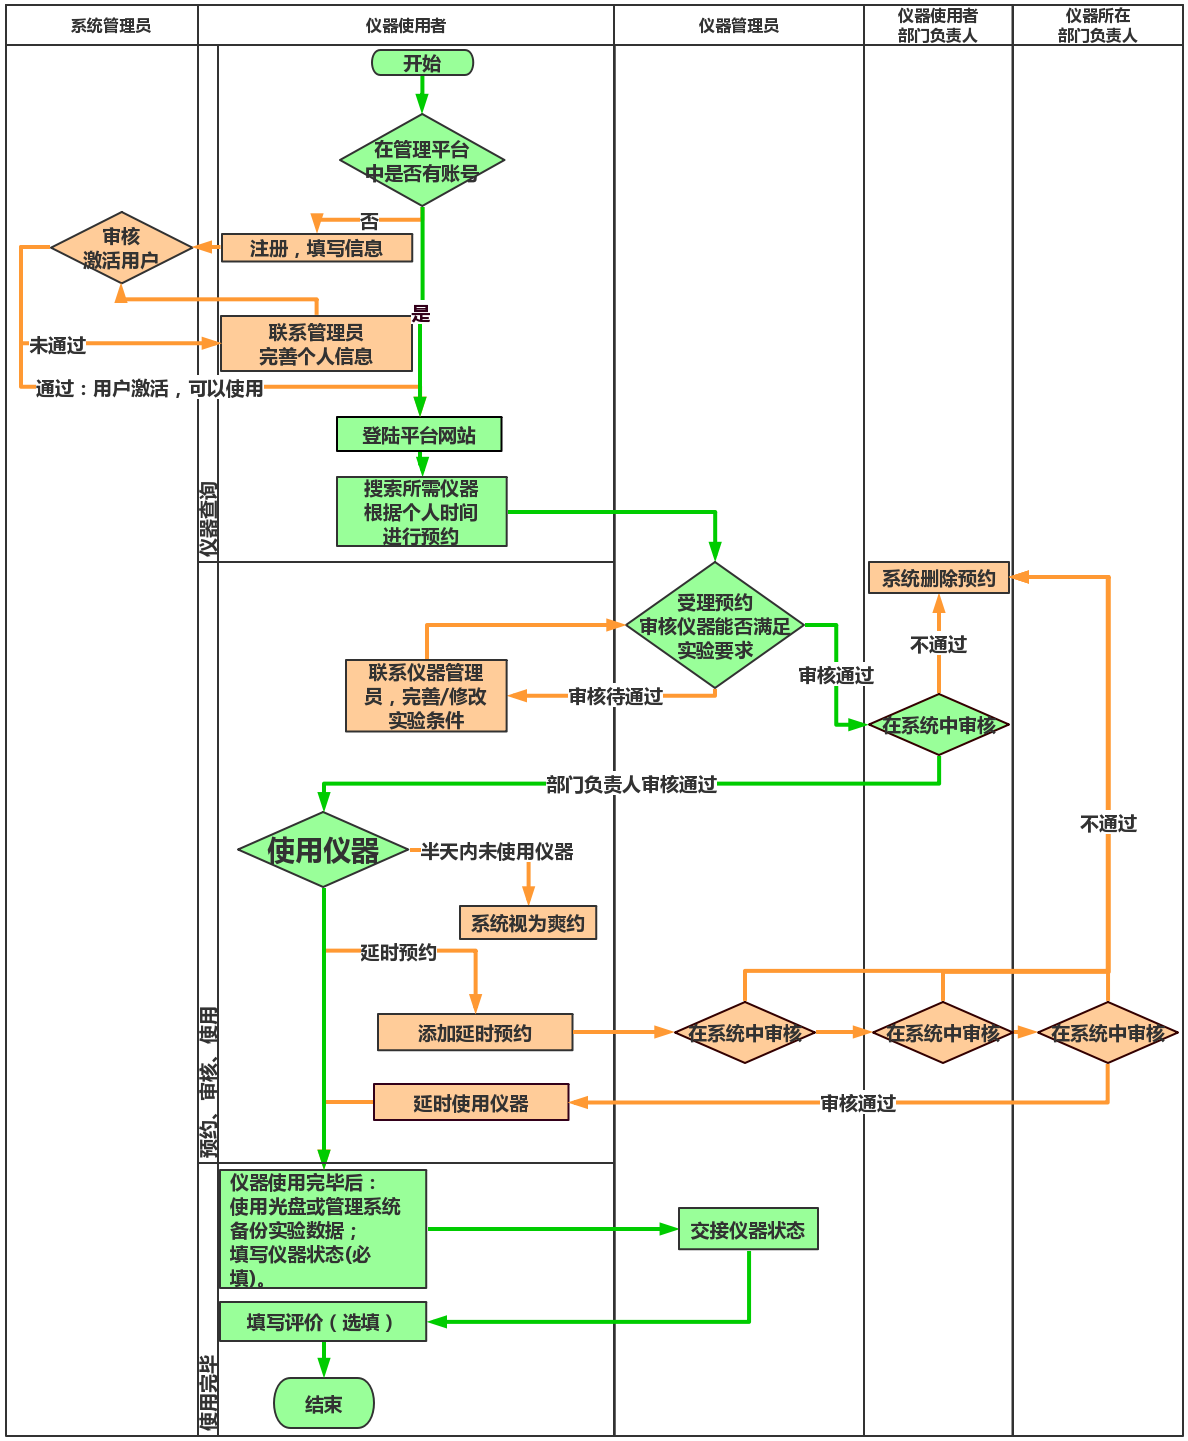 系统管理员
仪器使用者
仪器管理员
仪器使用者
部门负责人
仪器所在
部门负责人
开始
在管理平台
中是否有账号
否
注册，填写信息
审核
激活用户
是
联系管理员
完善个人信息
未通过
通过：用户激活，可以使用
登陆平台网站
搜索所需仪器
根据个人时间
进行预约
仪器查询
系统删除预约
受理预约
审核仪器能否满足
实验要求
不通过
审核通过
联系仪器管理
员，完善/修改
实验条件
审核待通过
在系统中审核
部门负责人审核通过
使用仪器
半天内未使用仪器
不通过
系统视为爽约
延时预约
添加延时预约
在系统中审核
在系统中审核
在系统中审核
延时使用仪器
审核通过
预约、审核、使用
仪器使用完毕后：
使用光盘或管理系统
备份实验数据；
填写仪器状态(必
填)。
交接仪器状态
填写评价（选填）
使用完毕
结束